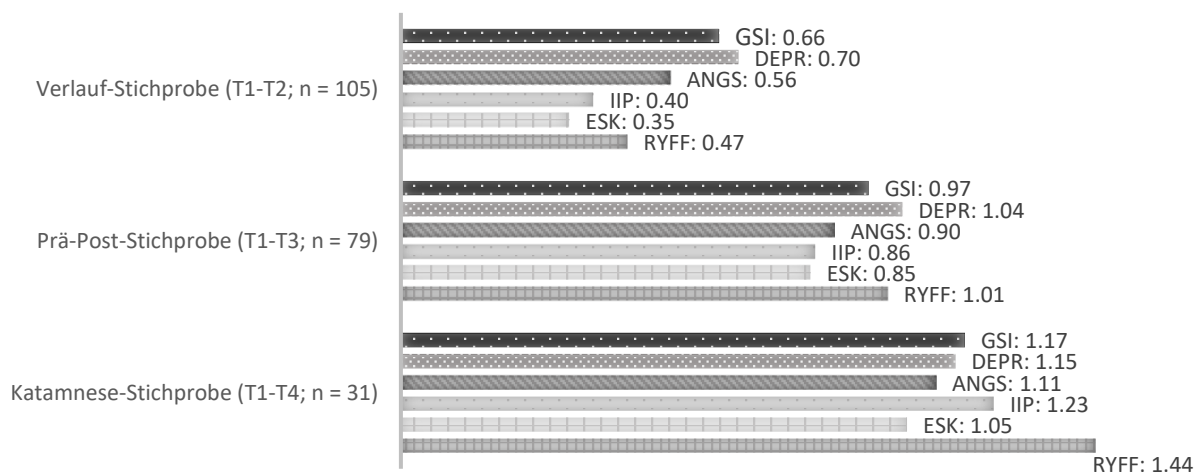 GSI: 0.66
DEPR: 0.70
Verlauf-Stichprobe (T1-T2; n = 105)
ANGS: 0.56
IIP: 0.40
ESK: 0.35
RYFF: 0.47
GSI: 0.97
DEPR: 1.04
Prä-Post-Stichprobe (T1-T3; n = 79)
ANGS: 0.90
IIP: 0.86
ESK: 0.85
RYFF: 1.01
GSI: 1.17
DEPR: 1.15
Katamnese-Stichprobe (T1-T4; n = 31)
ANGS: 1.11
IIP: 1.23
ESK: 1.05
RYFF: 1.44